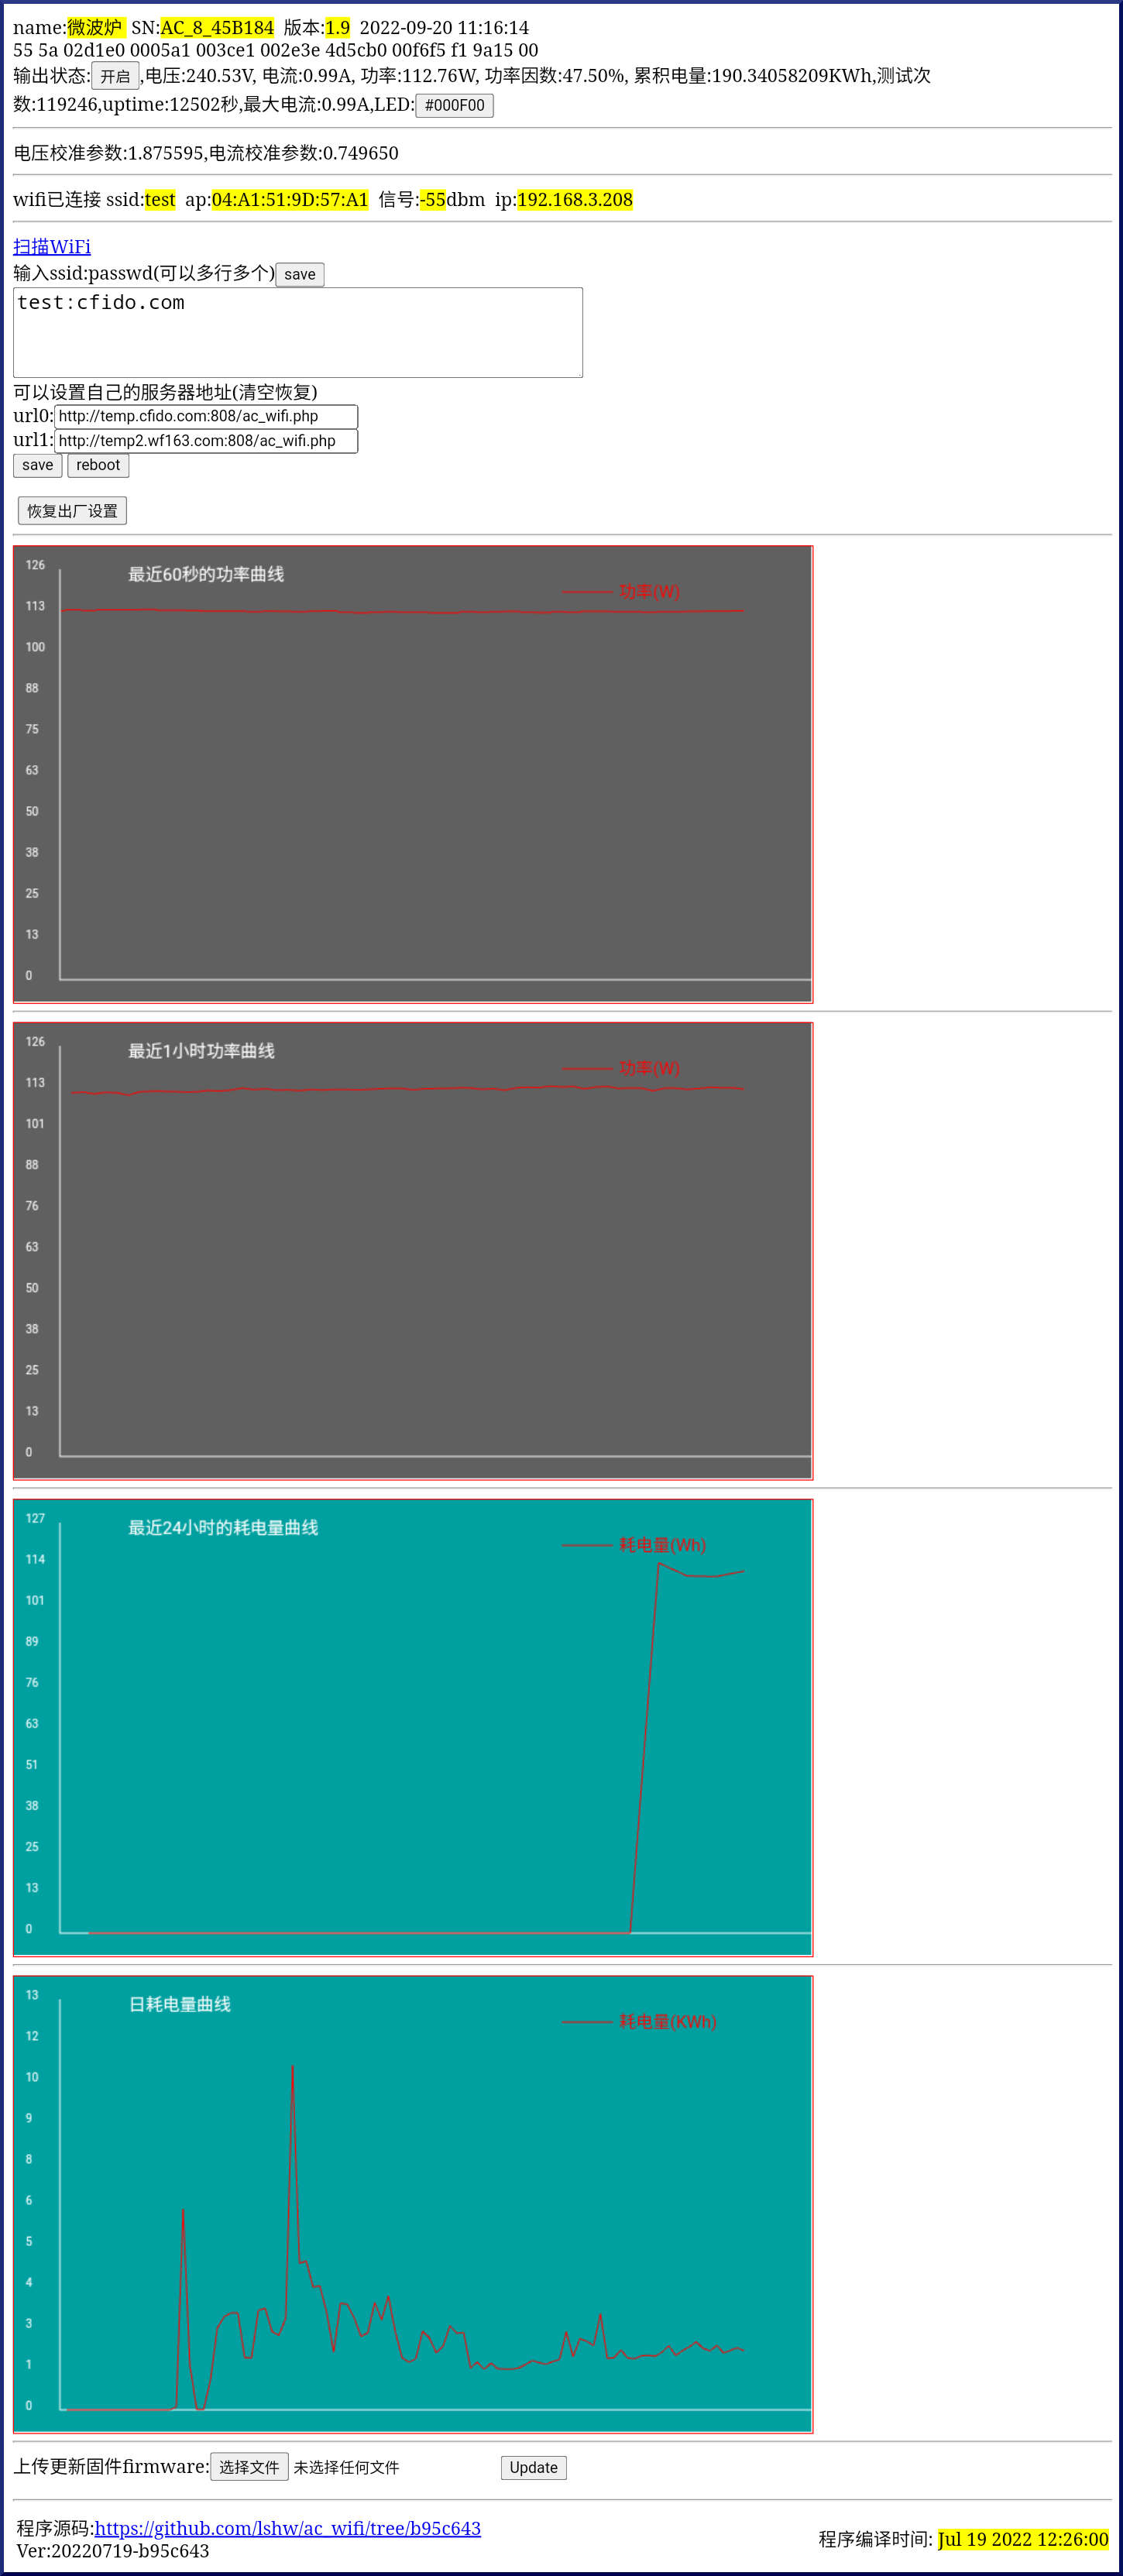 name:微波炉 SN:AC_8_45B184 版本:1.9 2022-09-20 11:16:14
55 5a 02d1e0 0005a1 003ce1 002e3e 4d5cb0 00f6f5 f1 9a15 00
输出状态:开启,电压:240.53V, 电流:0.99A, 功率:112.76W, 功率因数:47.50%, 累积电量:190.34058209KWh,测试次
数:119246,uptime:12502秒,最大电流:0.99A,LED:#000F00
电压校准参数:1.875595,电流校准参数:0.749650
wifi已连接 ssid:test ap:04:A1:51:9D:57:A1 信号:-55dbm ip:192.168.3.208
扫描WiFi
输入ssid:passwd(可以多行多个)save
test:cfido.com
可以设置自己的服务器地址(清空恢复)
url0:http://temp.cfido.com:808/ac_wifi.php
url1:http://temp2.wf163.com:808/ac_wifi.php
save reboot
恢复出厂设置
126
最近60秒的功率曲线
功率(W)
113
100
88
75
63
50
38
25
13
0
126
最近1小时功率曲线
功率(W)
113
101
88
76
63
50
38
25
13
0
127
最近24小时的耗电量曲线
耗电量(Wh)
114
101
89
76
63
51
38
25
13
0
13
日耗电量曲线
耗电量(KWh)
12
10
9
8
6
5
4
3
1
0
上传更新固件firmware:选择文件 未选择任何文件 Update
程序源码:https://github.com/lshw/ac_wifi/tree/b95c643
Ver:20220719-b95c643
程序编译时间: Jul 19 2022 12:26:00